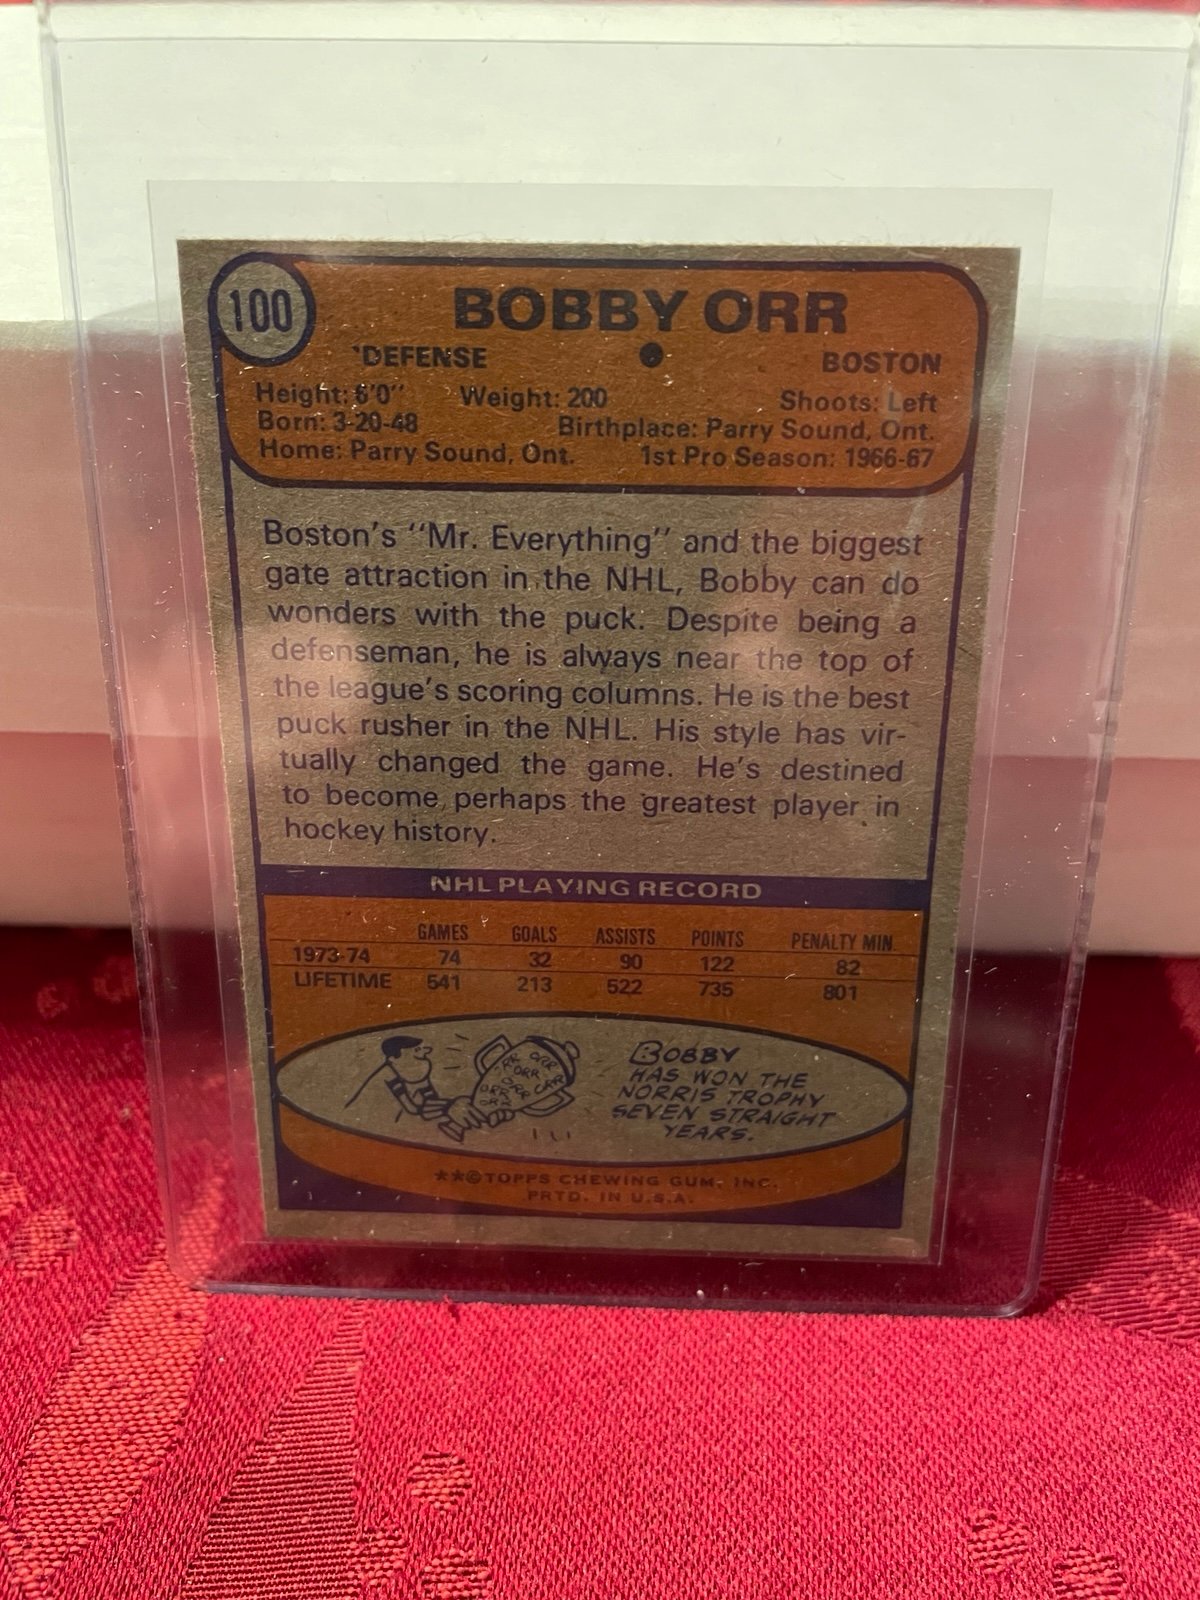 100
BOBBY ORR
DEFENSE ● BOSTON
Height: 6'0" Weight: 200 Shoots: Left
Born: 3-20-48 Birthplace: Parry Sound, Ont.
Home: Parry Sound, Ont. 1st Pro Season: 1966-67
Boston's "Mr. Everything" and the biggest
gate attraction in the NHL, Bobby can do
wonders with the puck. Despite being a
defenseman, he is always near the top of
the league's scoring columns. He is the best
puck rusher in the NHL. His style has vir-
tually changed the game. He's destined
to become perhaps the greatest player in
hockey history.
NHL PLAYING RECORD
GAMES GOALS ASSISTS POINTS PENALTY MIN.
1973-74 74 32 90 122 82
LIFETIME 541 213 522 735 801
ORR ORR
ORR
ORR ORR
BOBBY
HAS WON THE
NORRIS TROPHY
SEVEN STRAIGHT
YEARS.
★★©TOPPS CHEWING GUM, INC.
PRTD. IN U.S.A.